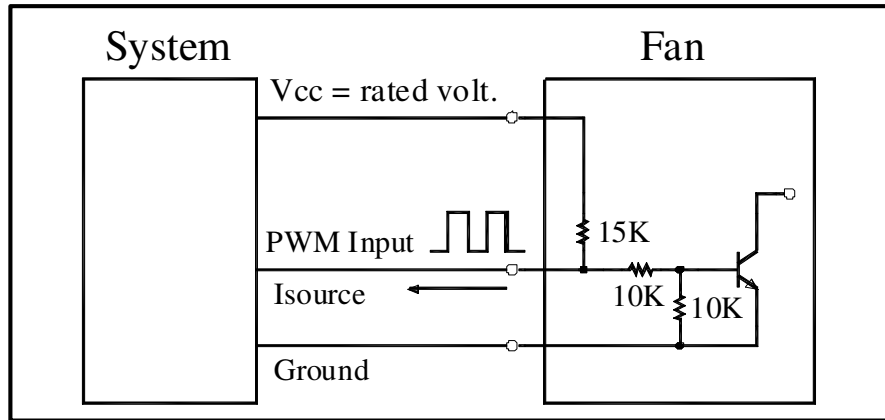 System
Fan
Vcc = rated volt.
15K
PWM Input
10K
Isource
10K
Ground